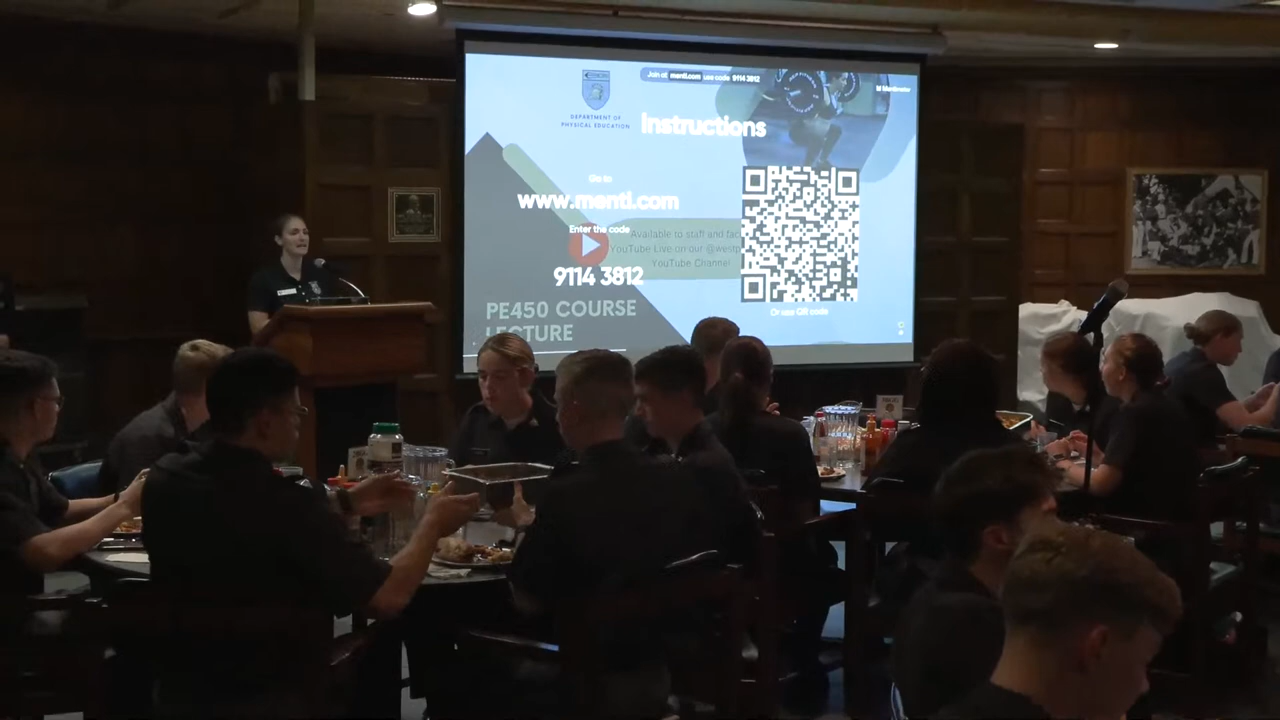 Join at menti.com use code 9114 3812
Mentimeter
DEPARTMENT OF
PHYSICAL EDUCATION
Instructions
Go to
www.menti.com
Enter the code
9114 3812
Available to staff and fac
YouTube Live on our @westp
YouTube Channel
Or use QR code
PE450 COURSE
LECTURE